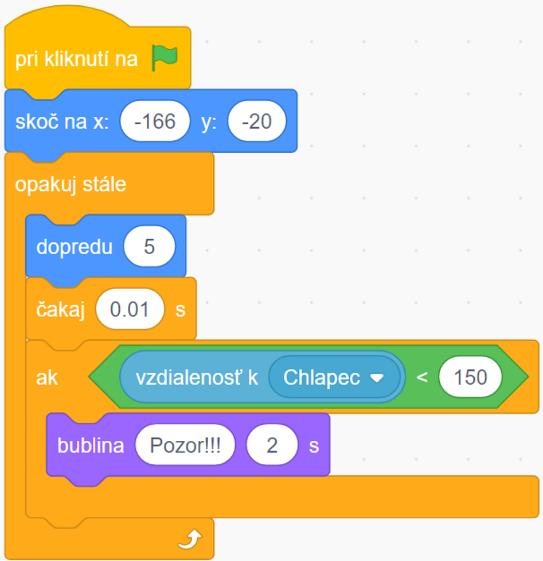 pri kliknutí na
skoč na x: -166 y: -20
opakuj stále
dopredu 5
čakaj 0.01 s
ak vzdialenosť k Chlapec < 150
bublina Pozor!!! 2 s